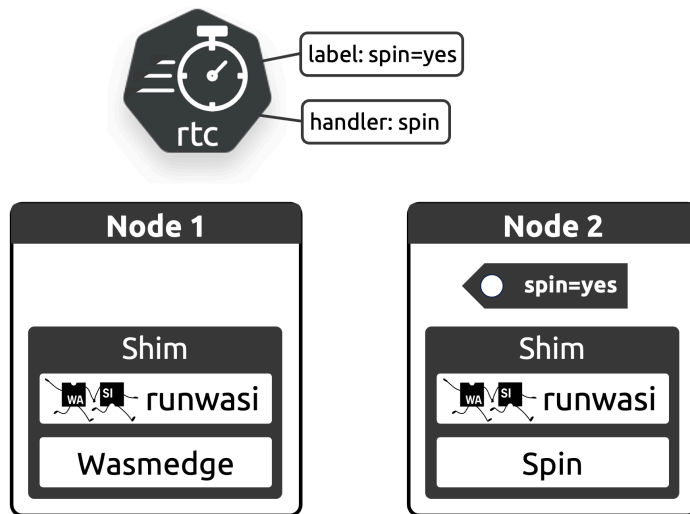 label: spin=yes
handler: spin
rtc
Node 1
Shim
WA SI runwasi
Wasmedge
Node 2
spin=yes
Shim
WA SI runwasi
Spin